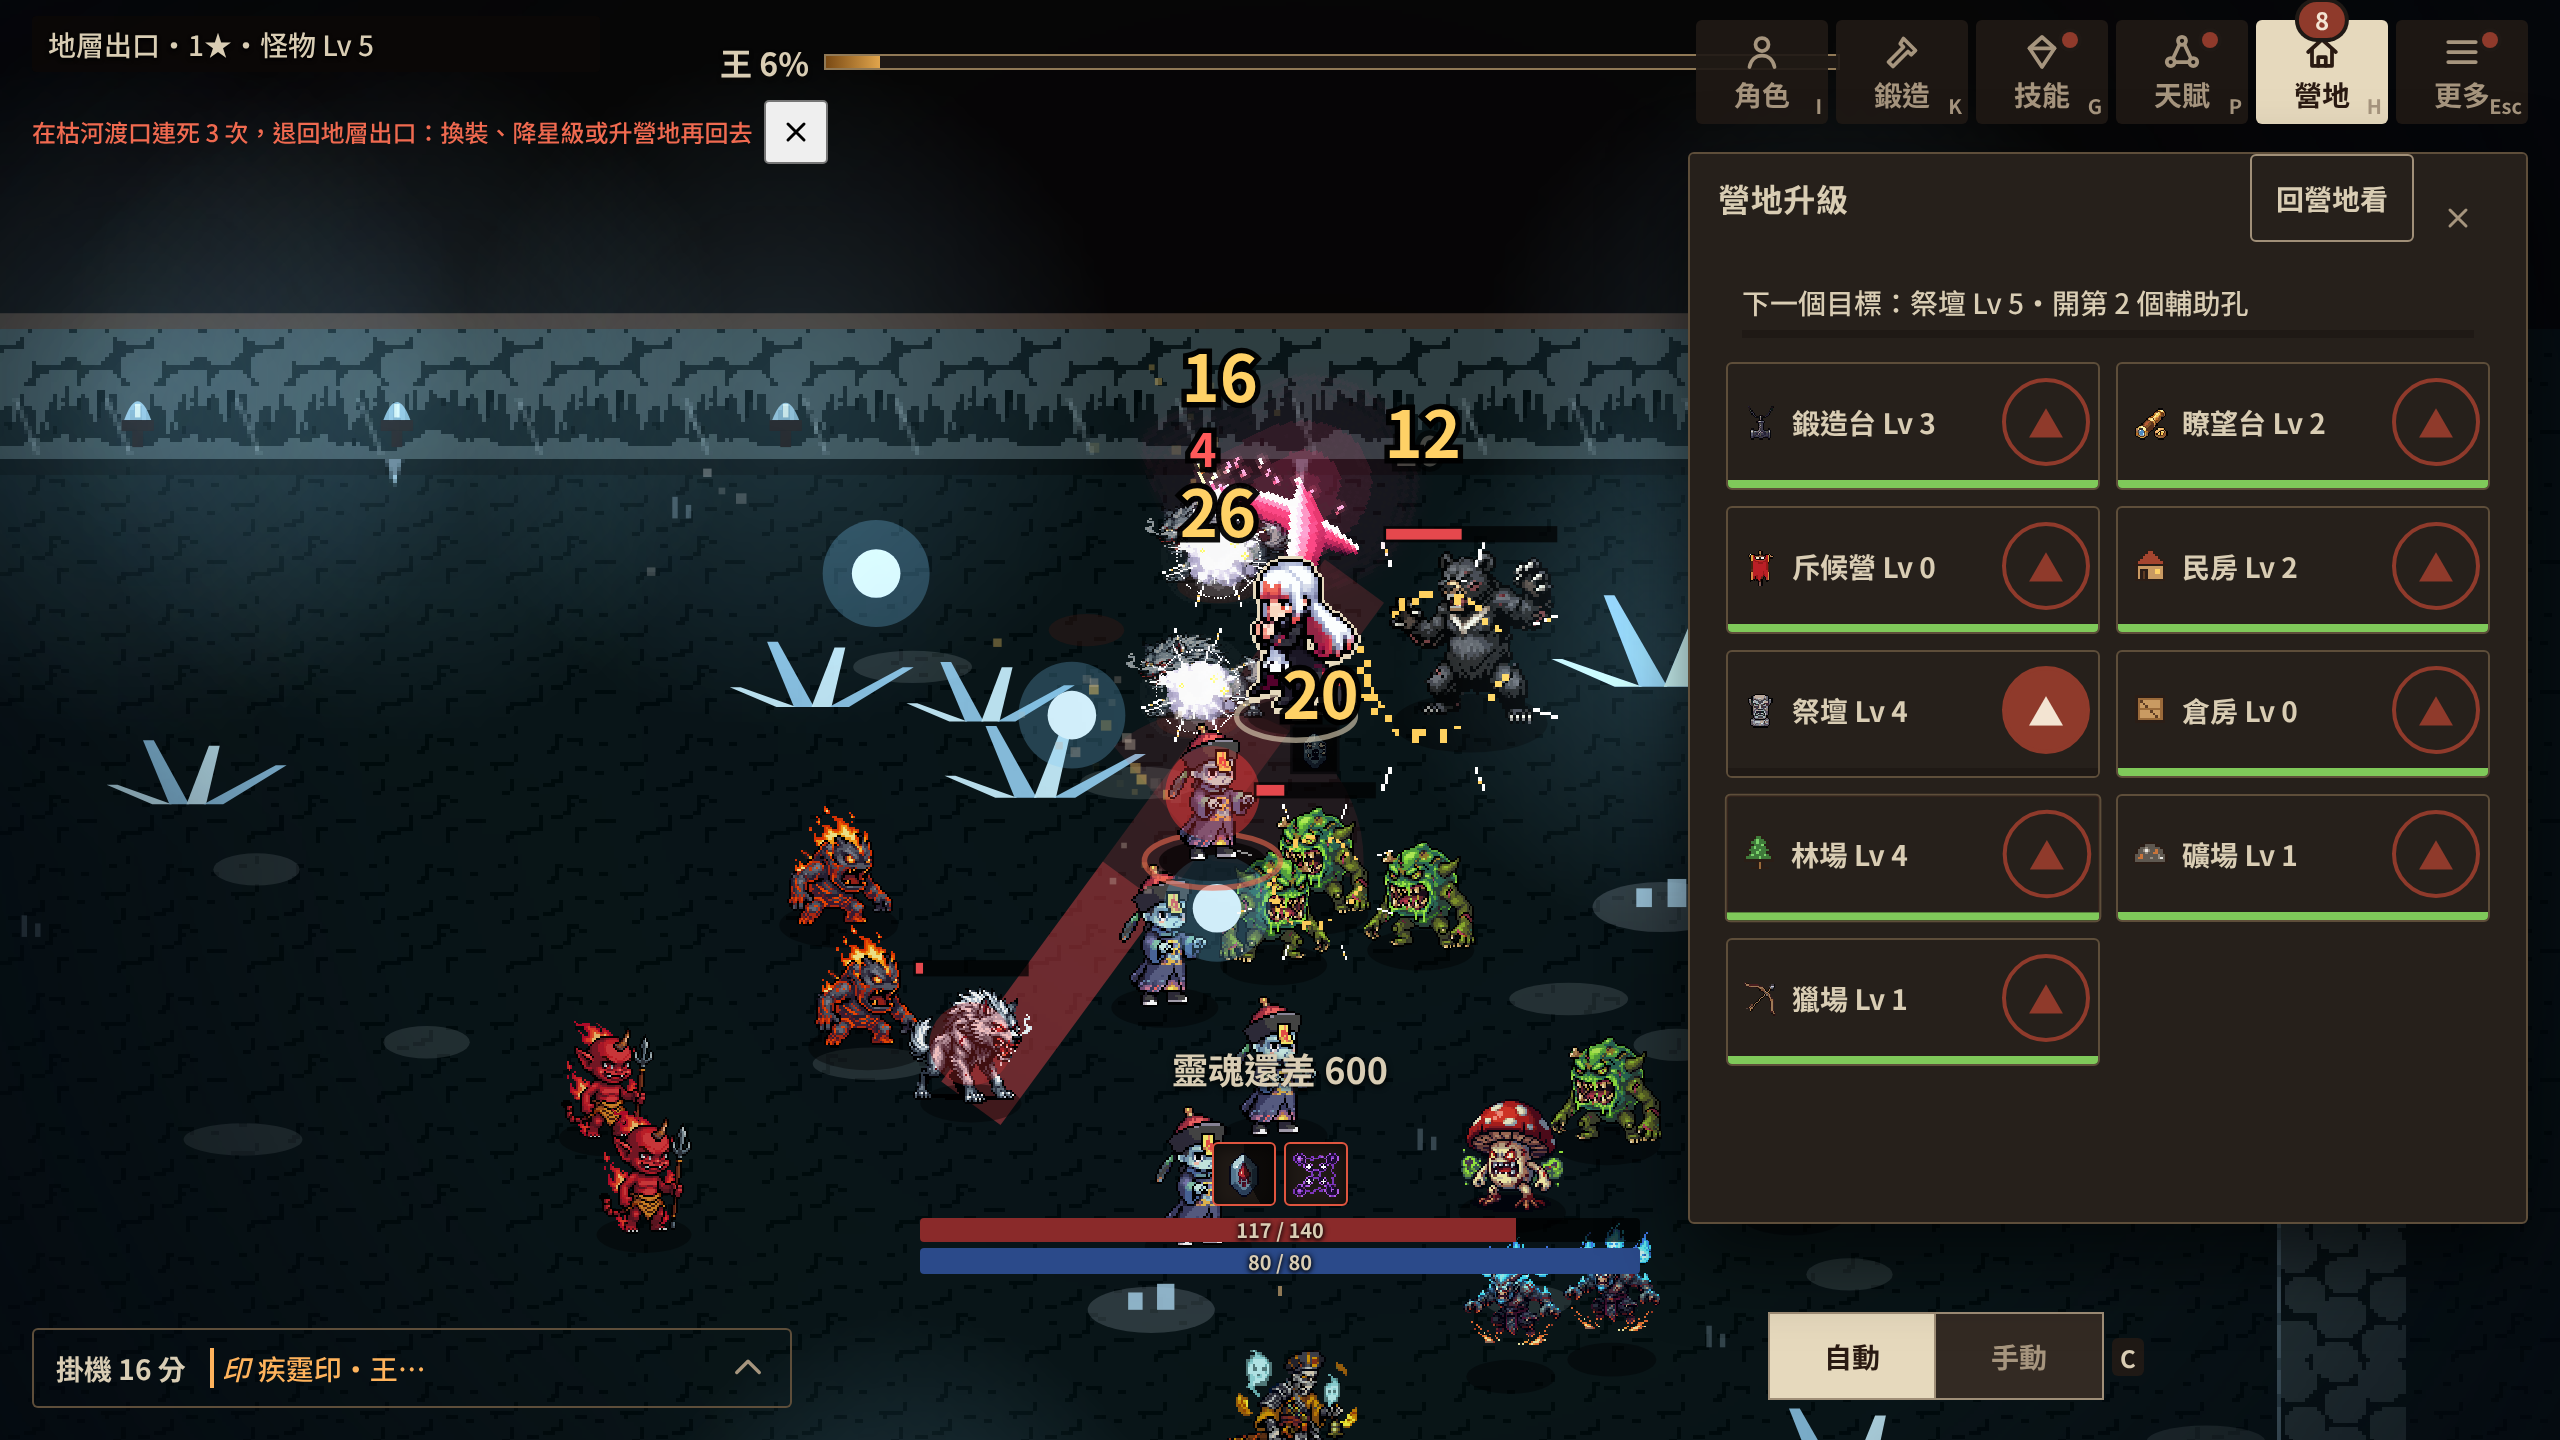 地層出口・1★・怪物 Lv 5
王 6%
在枯河渡口連死 3 次，退回地層出口：換裝、降星級或升營地再回去
角色 I
鍛造 K
技能 G
天賦 P
8
營地 H
更多 Esc
營地升級
回營地看
下一個目標：祭壇 Lv 5・開第 2 個輔助孔
鍛造台 Lv 3
瞭望台 Lv 2
斥候營 Lv 0
民房 Lv 2
祭壇 Lv 4
倉房 Lv 0
林場 Lv 4
礦場 Lv 1
獵場 Lv 1
16
4
26
12
20
靈魂還差 600
117 / 140
80 / 80
掛機 16 分
印 疾霆印・王…
自動
手動
C